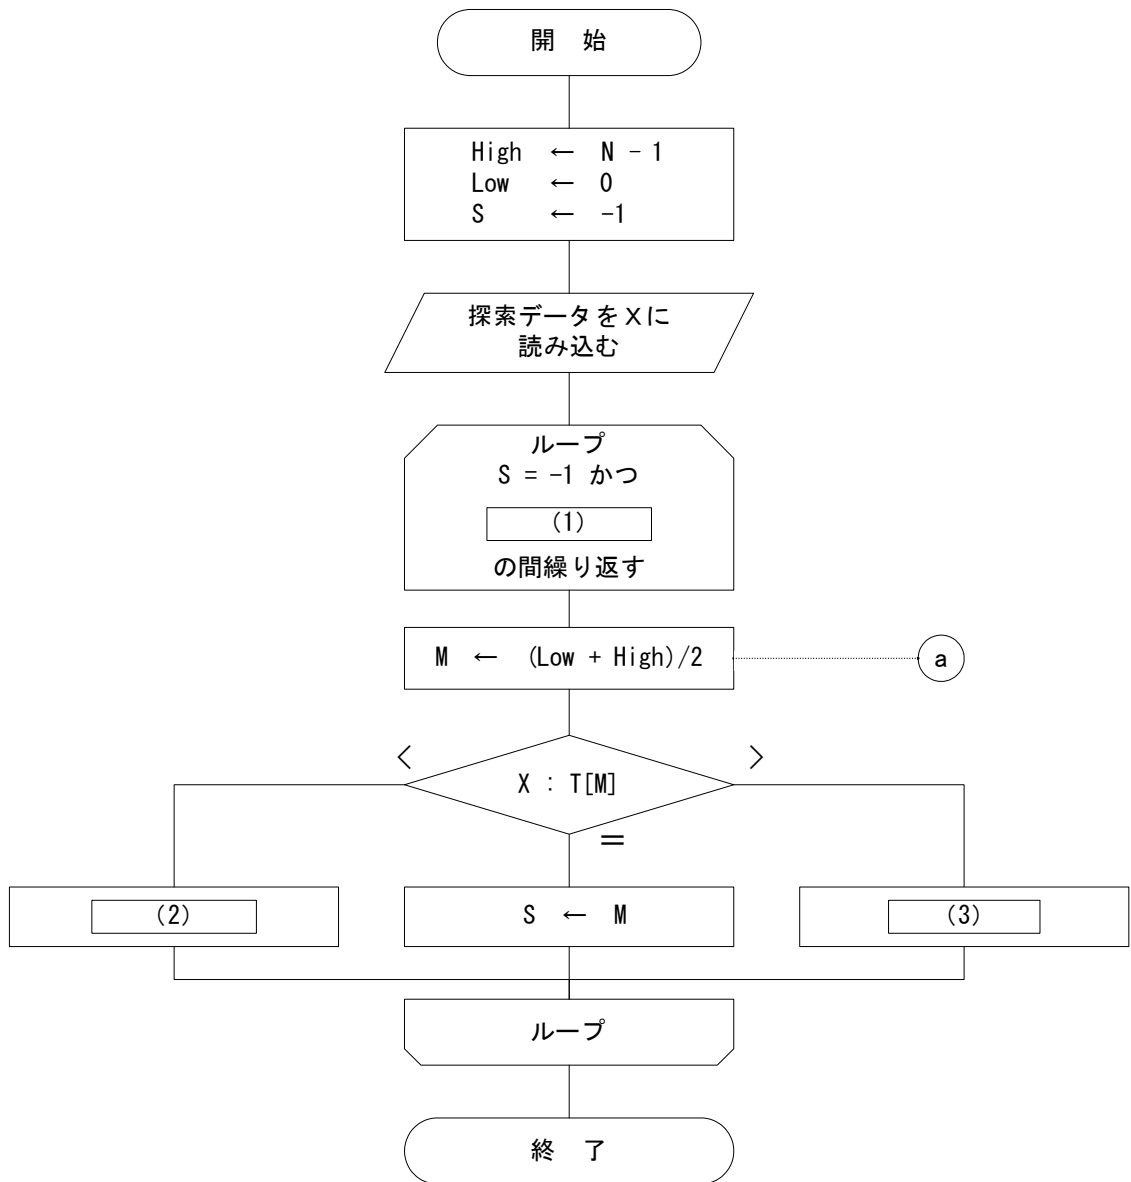 開 始
High ← N - 1
Low ← 0
S ← -1
探索データをXに
読み込む
ループ
S = -1 かつ
(1)
の間繰り返す
M ← (Low + High)/2
a
< >
X : T[M]
=
(2)
S ← M
(3)
ループ
終 了